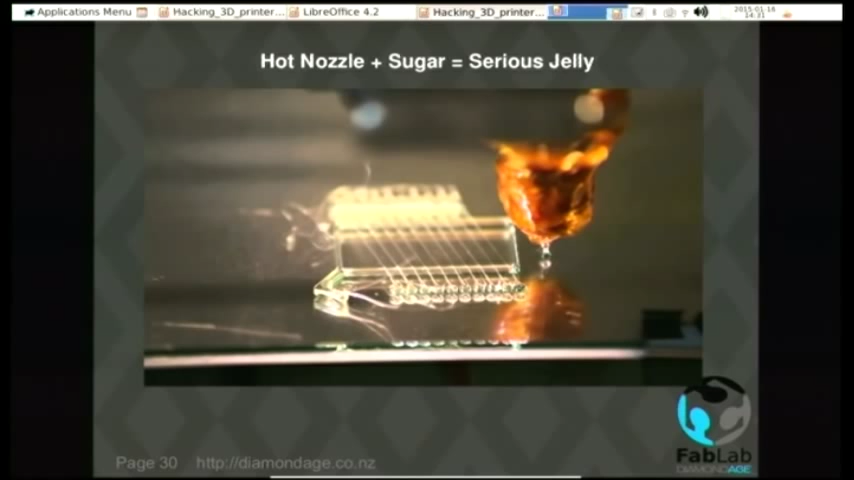 Applications Menu
Hacking_3D_printer...
LibreOffice 4.2
Hacking_3D_printer...
2015-01-16
14:31
Hot Nozzle + Sugar = Serious Jelly
Page 30 http://diamondage.co.nz
FabLab
DIAMONDAGE